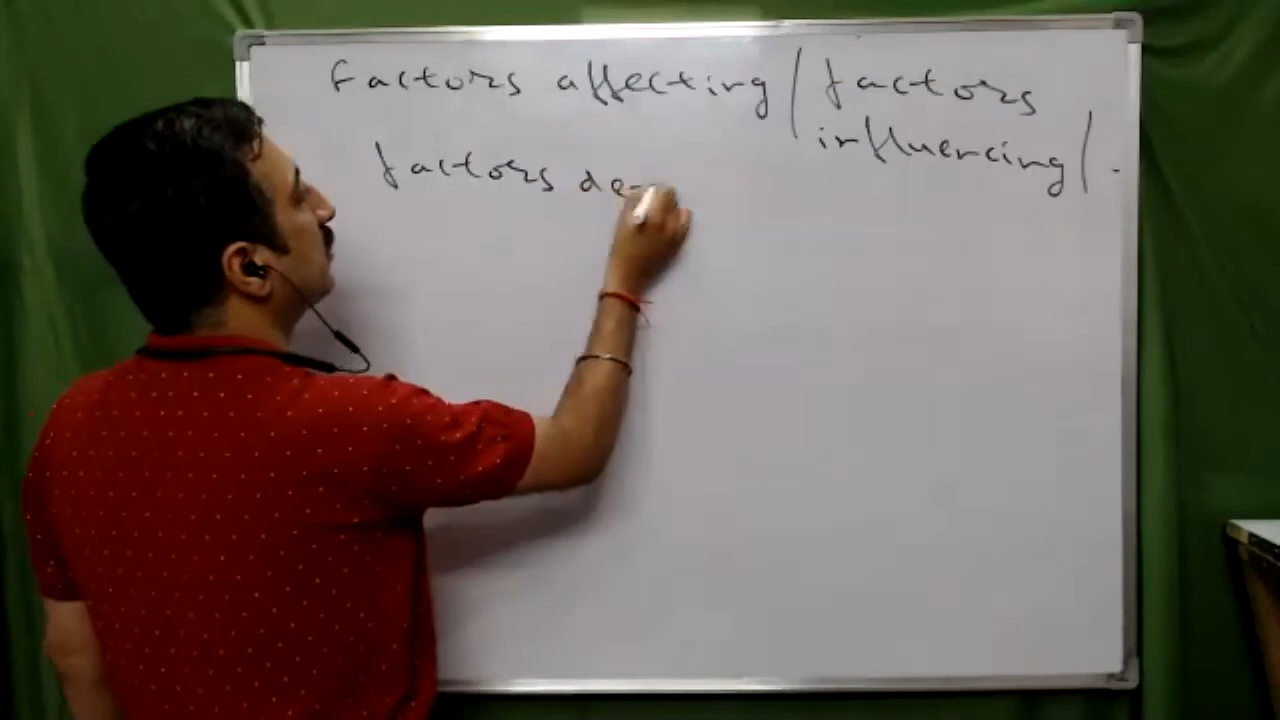 Factors affecting / factors
influencing / .
factors de